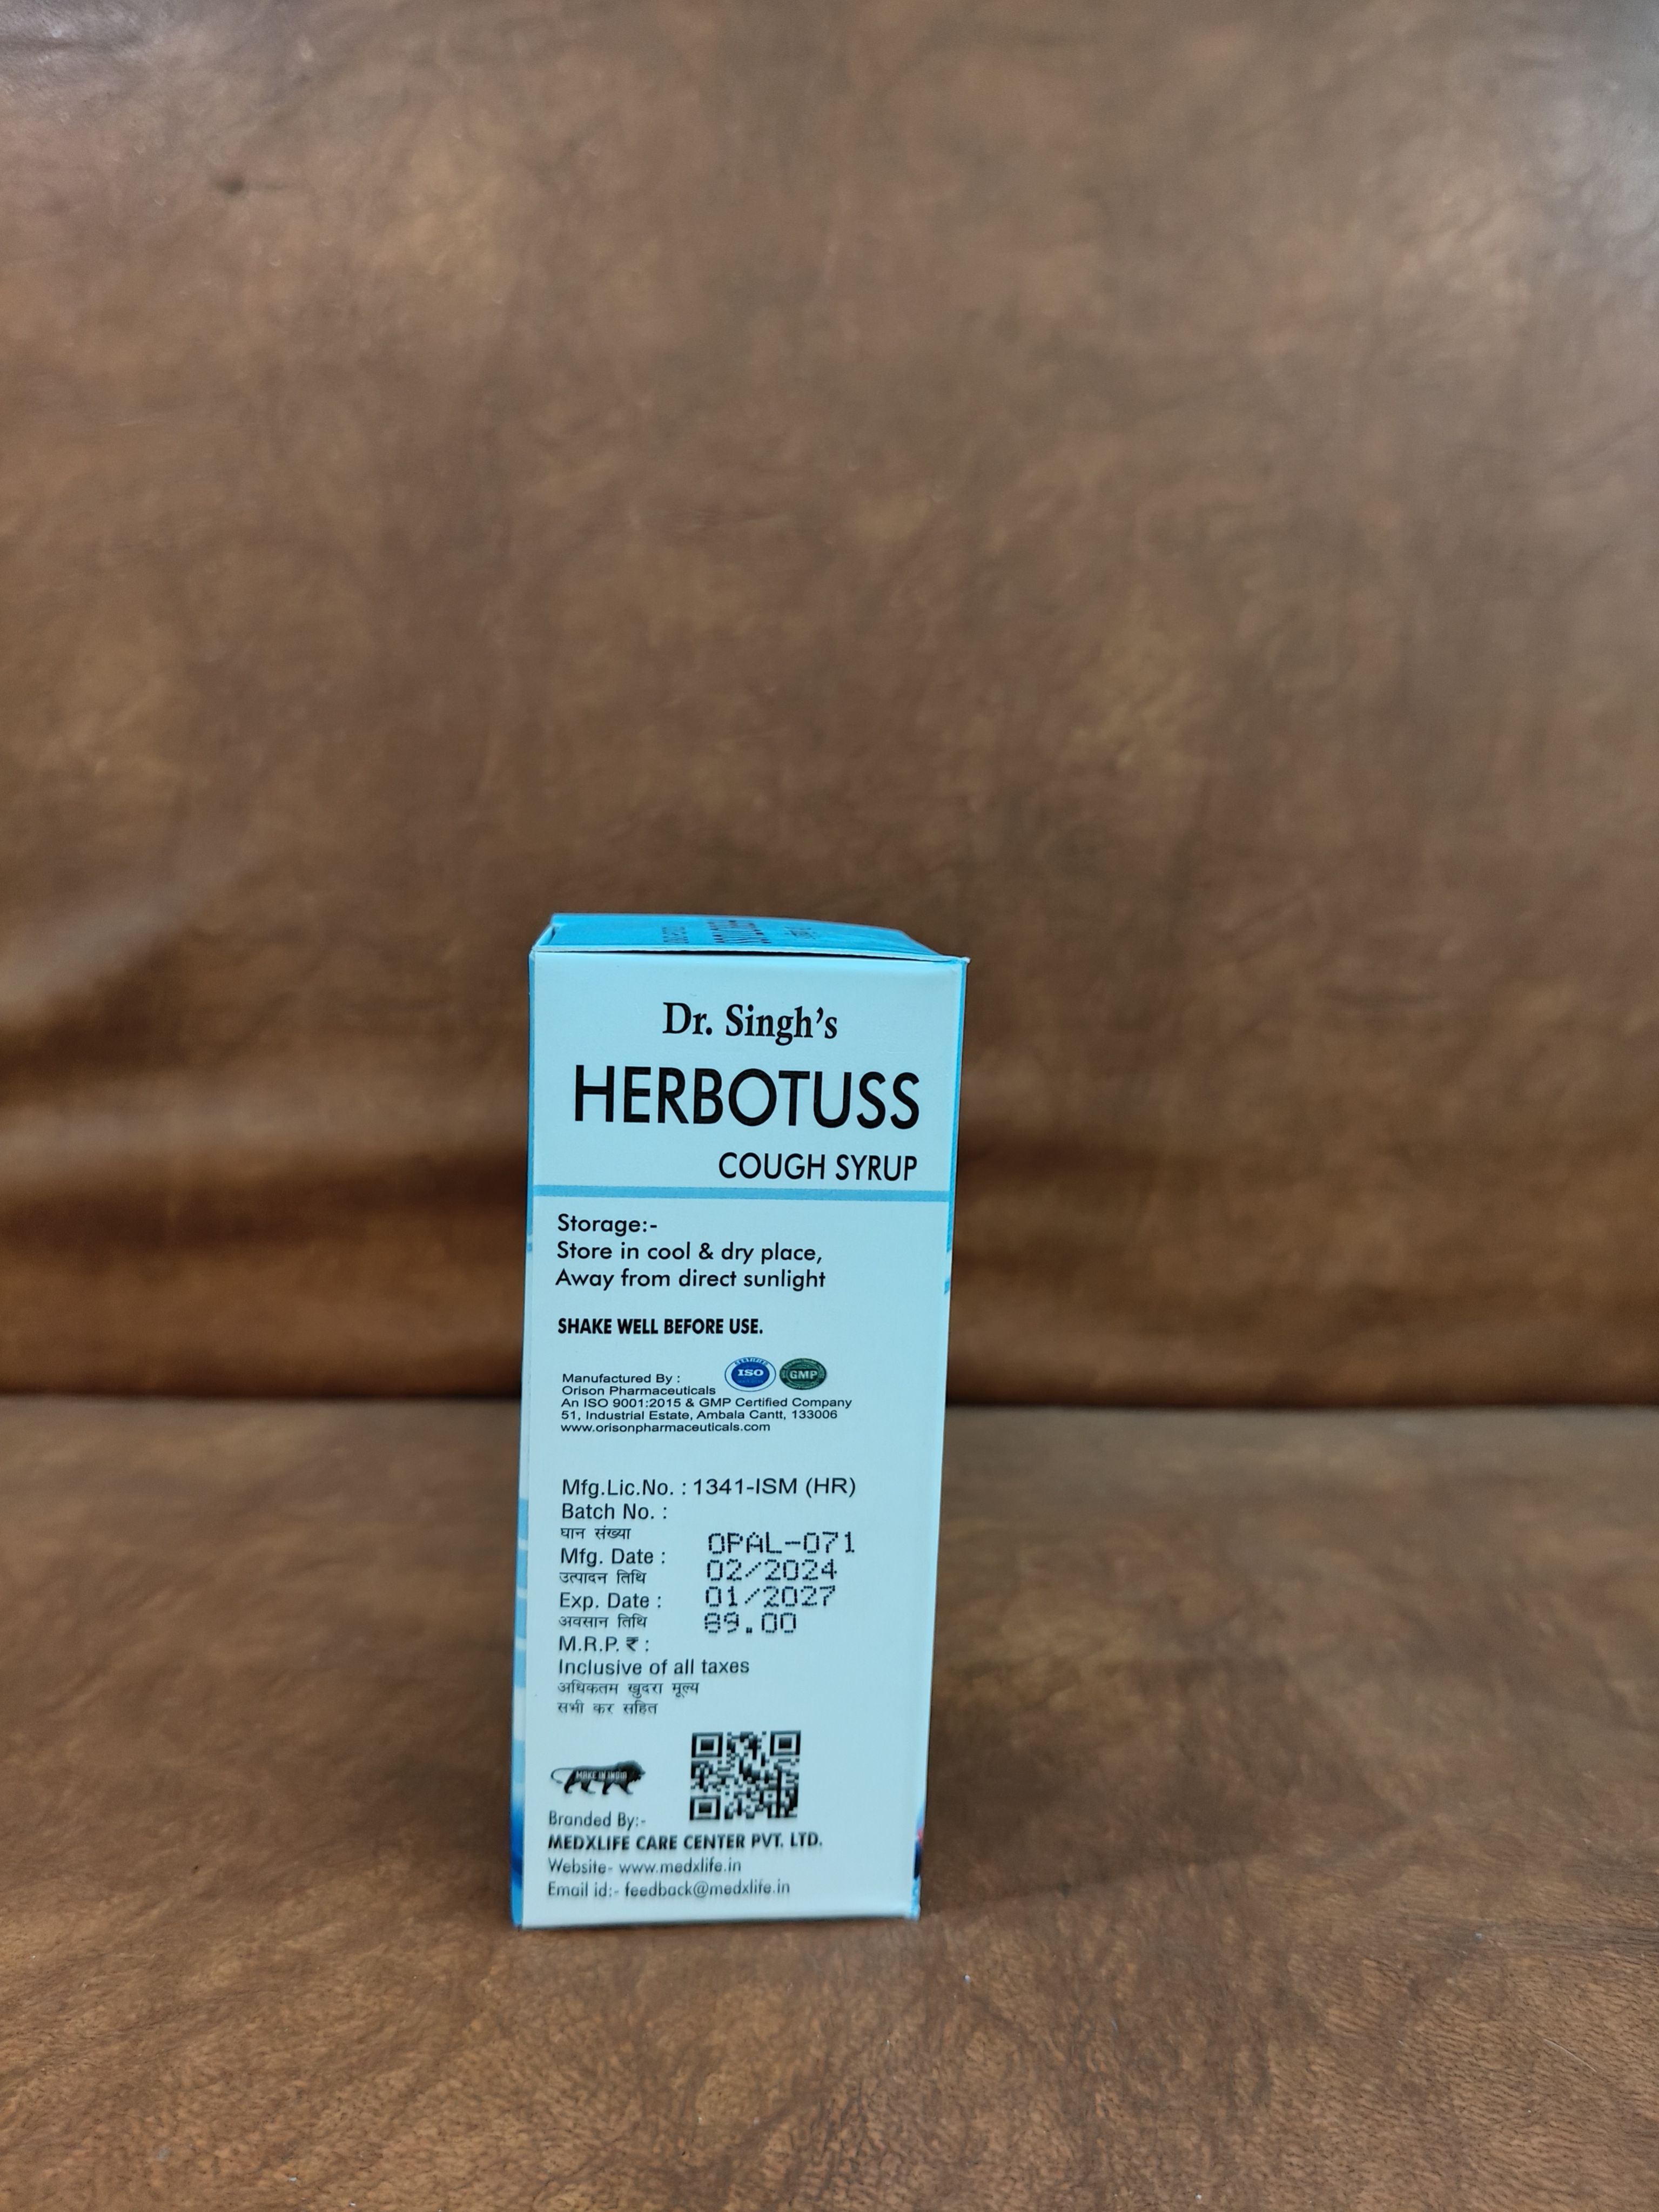 Dr. Singh's
HERBOTUSS
COUGH SYRUP
Storage:-
Store in cool & dry place,
Away from direct sunlight
SHAKE WELL BEFORE USE.
ISO
GMP
Manufactured By :
Orison Pharmaceuticals
An ISO 9001:2015 & GMP Certified Company
51, Industrial Estate, Ambala Cantt, 133006
www.orisonpharmaceuticals.com
Mfg.Lic.No. : 1341-ISM (HR)
Batch No. :
घान संख्या
OPAL-071
Mfg. Date :
02/2024
उत्पादन तिथि
Exp. Date :
01/2027
अवसान तिथि
89.00
M.R.P. ₹ :
Inclusive of all taxes
अधिकतम खुदरा मूल्य
सभी कर सहित
MAKE IN INDIA
Branded By:-
MEDXLIFE CARE CENTER PVT. LTD.
Website- www.medxlife.in
Email id:- feedback@medxlife.in